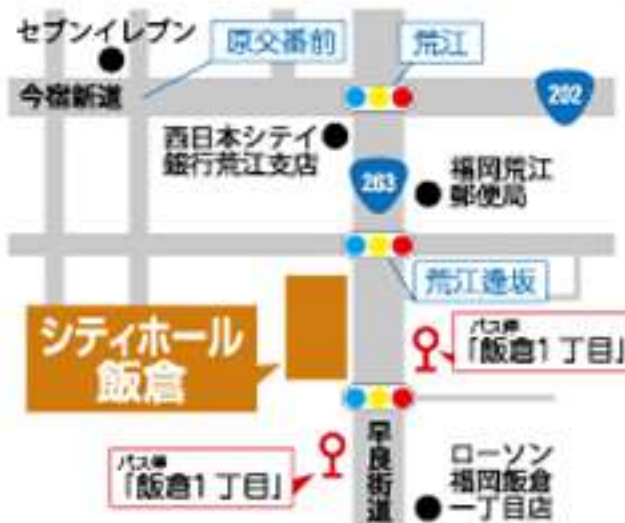 セブンイレブン
原交番前
荒江
今宿新道
202
西日本シティ
銀行荒江支店
263
福岡荒江
郵便局
荒江逢坂
シティホール
飯倉
バス停
「飯倉1丁目」
バス停
「飯倉1丁目」
早良街道
ローソン
福岡飯倉
一丁目店